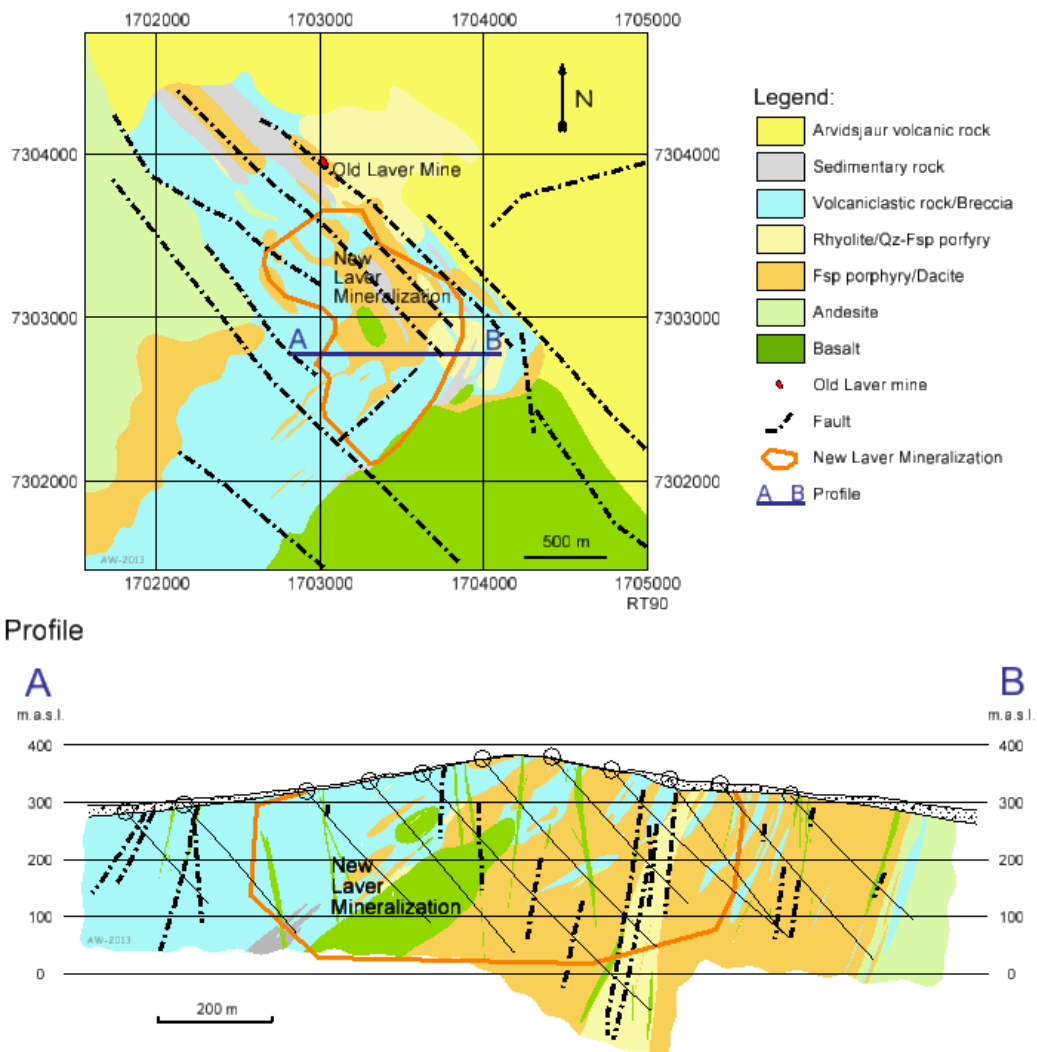 1702000 1703000 1704000 1705000
N
Legend:
Arvidsjaur volcanic rock
7304000 7304000
Old Laver Mine
Sedimentary rock
Volcaniclastic rock/Breccia
Rhyolite/Qz-Fsp porfyry
New
Laver
Mineralization
Fsp porphyry/Dacite
7303000 7303000
Andesite
A B
Basalt
Old Laver mine
Fault
New Laver Mineralization
7302000 7302000
A B Profile
500 m
AW-2013
1702000 1703000 1704000 1705000
RT90
Profile
A B
m.a.s.l. m.a.s.l.
400 400
300 300
200 200
New
Laver
Mineralization
100 100
AW-2013
0 0
200 m